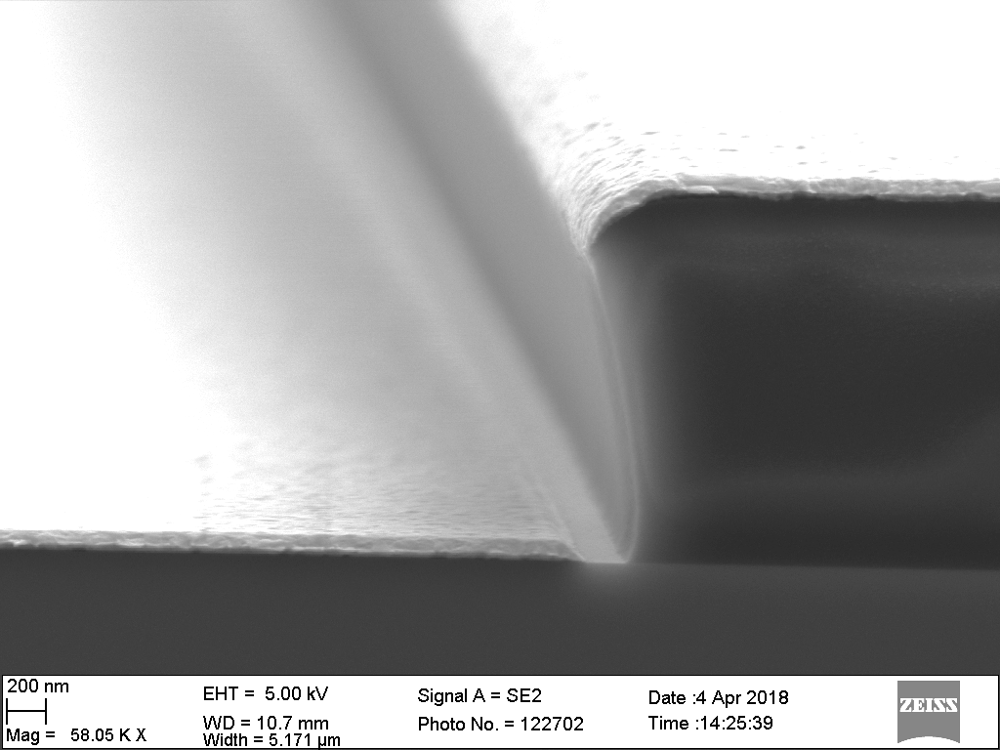 200 nm
Mag = 58.05 K X
EHT = 5.00 kV
WD = 10.7 mm
Width = 5.171 µm
Signal A = SE2
Photo No. = 122702
Date :4 Apr 2018
Time :14:25:39
ZEISS